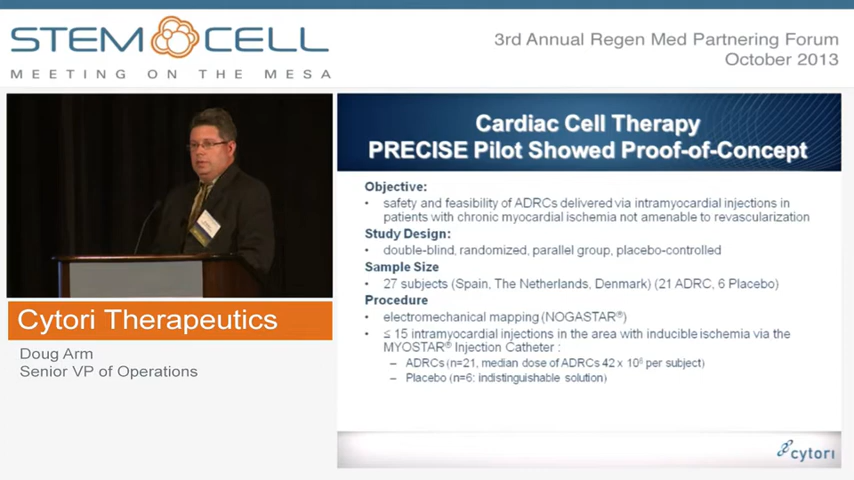 STEM CELL
MEETING ON THE MESA
3rd Annual Regen Med Partnering Forum
October 2013
Cardiac Cell Therapy
PRECISE Pilot Showed Proof-of-Concept
Objective:
• safety and feasibility of ADRCs delivered via intramyocardial injections in
patients with chronic myocardial ischemia not amenable to revascularization
Study Design:
• double-blind, randomized, parallel group, placebo-controlled
Sample Size
• 27 subjects (Spain, The Netherlands, Denmark) (21 ADRC, 6 Placebo)
Procedure
• electromechanical mapping (NOGASTAR®)
• ≤ 15 intramyocardial injections in the area with inducible ischemia via the
MYOSTAR® Injection Catheter :
– ADRCs (n=21, median dose of ADRCs 42 x 10⁶ per subject)
– Placebo (n=6: indistinguishable solution)
cytori
Cytori Therapeutics
Doug Arm
Senior VP of Operations